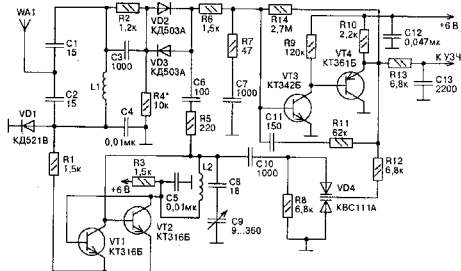 WA1
C1
15
C2
15
VD1
КД521В
R1
1,5к
L1
R2
1,2к
C3
1000
C4
0,01мк
VD2
КД503А
VD3
КД503А
R4*
10к
R6
1,5к
C6
100
R5
220
R7
47
C7
1000
R14
2,7М
R9
120к
VT3
КТ342Б
C11
150
R11
62к
R10
2,2к
VT4
КТ361Б
C12
0,047мк
+6 В
К УЗЧ
R13
6,8к
C13
2200
R12
6,8к
R3
1,5к
+6 В
C5
0,01мк
L2
C8
18
C9
9...360
C10
1000
R8
6,8к
VD4
КВС111А
VT1
КТ316Б
VT2
КТ316Б